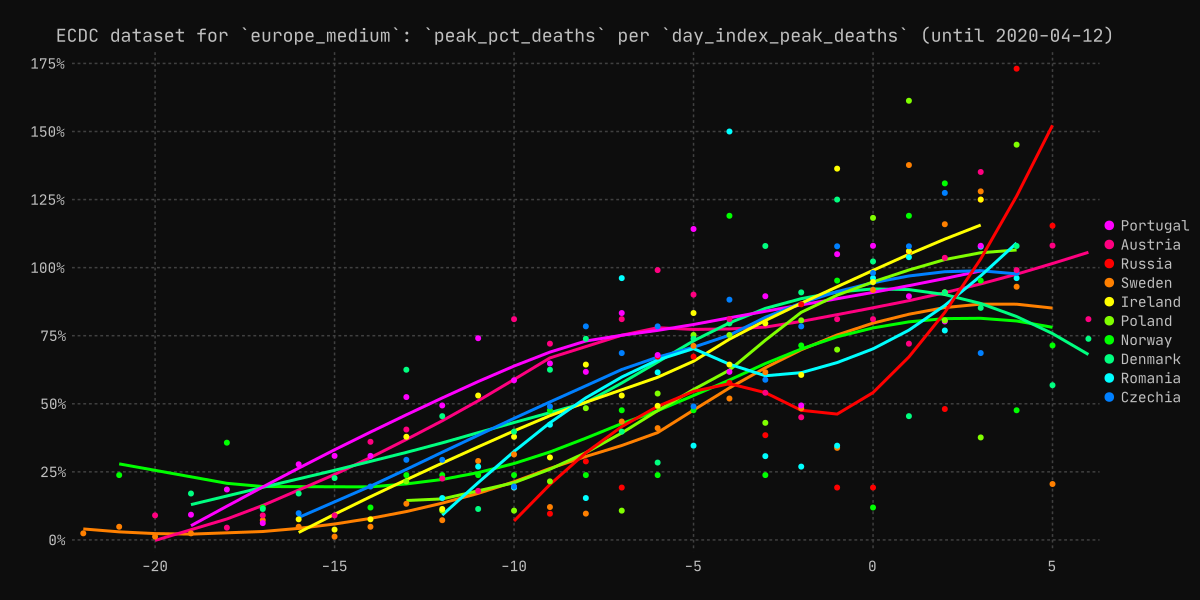 ECDC dataset for `europe_medium`: `peak_pct_deaths` per `day_index_peak_deaths` (until 2020-04-12)
175%
150%
125%
100%
75%
50%
25%
0%
-20
-15
-10
-5
0
5
Portugal
Austria
Russia
Sweden
Ireland
Poland
Norway
Denmark
Romania
Czechia